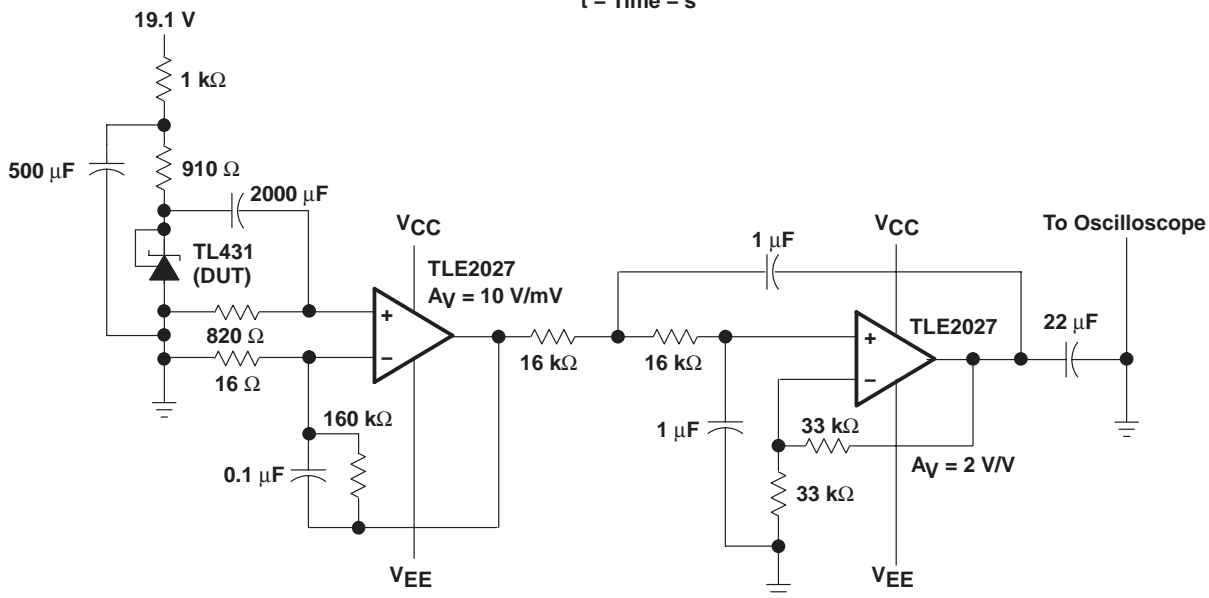 t – Time – s
19.1 V
1 kΩ
500 μF
910 Ω
2000 μF
VCC
TL431
(DUT)
TLE2027
AV = 10 V/mV
+
−
820 Ω
16 Ω
160 kΩ
0.1 μF
VEE
16 kΩ
16 kΩ
1 μF
1 μF
VCC
TLE2027
+
−
33 kΩ
33 kΩ
AV = 2 V/V
VEE
22 μF
To Oscilloscope